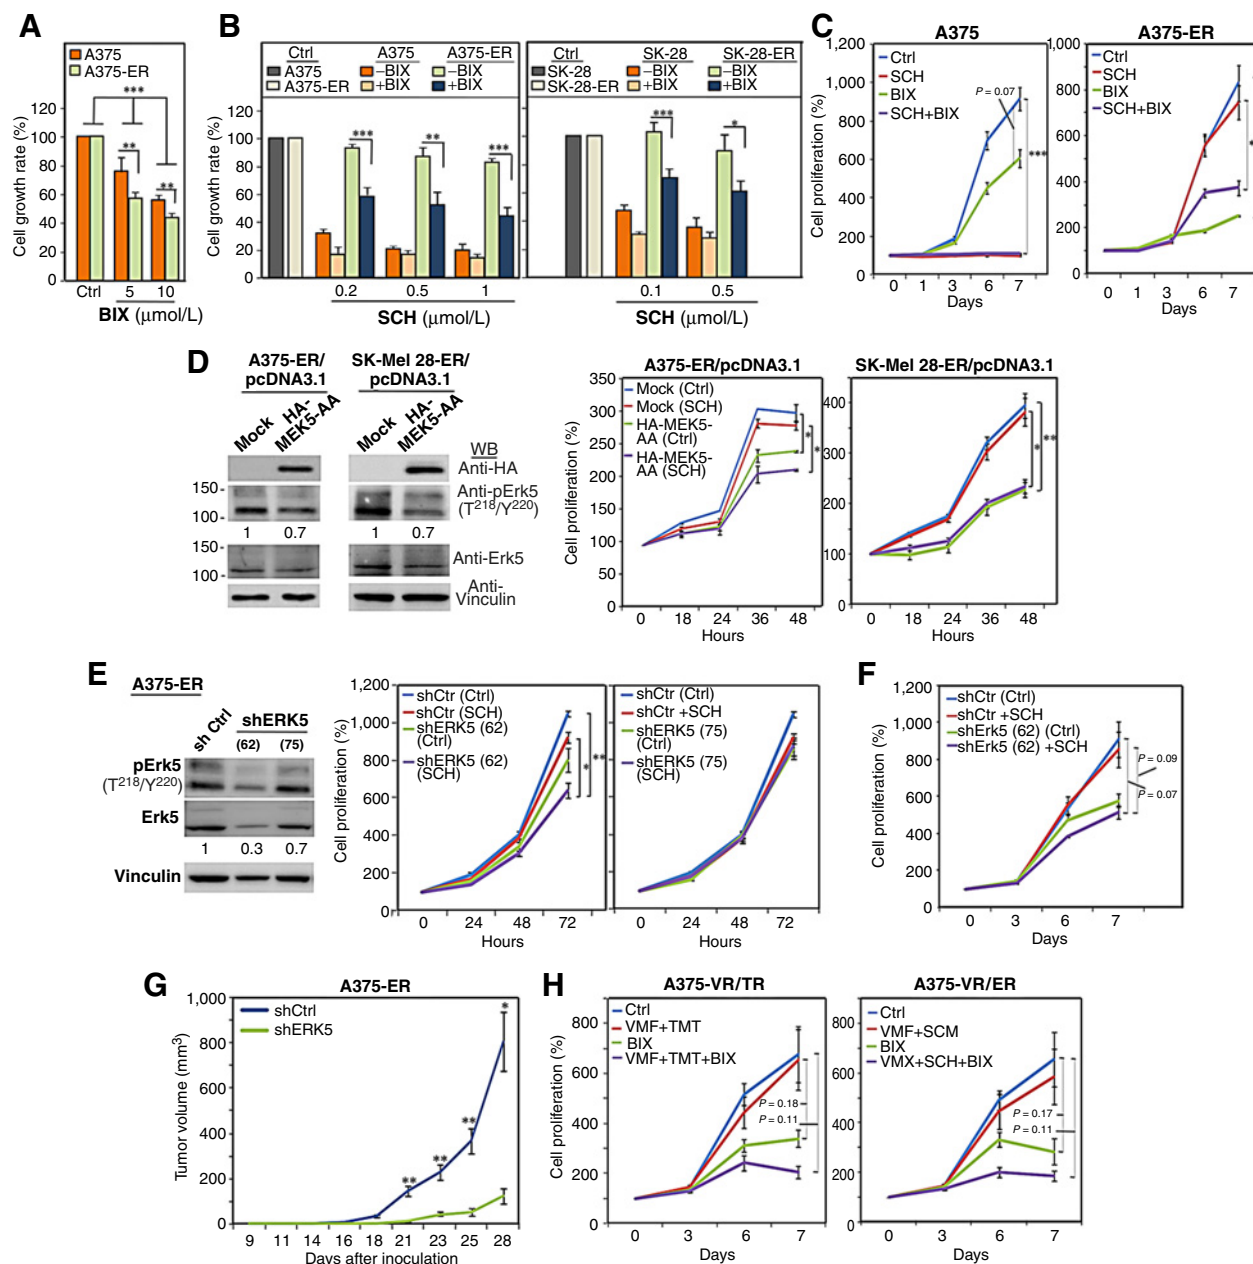 A
A375
A375-ER
***
**
**
Cell growth rate (%)
120
100
80
60
40
20
0
Ctrl 5 10
BIX (µmol/L)
B
Ctrl A375 A375-ER
A375 –BIX –BIX
A375-ER +BIX +BIX
*** ** ***
Cell growth rate (%)
120
100
80
60
40
20
0
0.2 0.5 1
SCH (µmol/L)
Ctrl SK-28 SK-28-ER
SK-28 –BIX –BIX
SK-28-ER +BIX +BIX
*** *
0.1 0.5
SCH (µmol/L)
C
A375
Ctrl
SCH
BIX
SCH+BIX
P = 0.07
***
Cell proliferation (%)
1,200
1,000
800
600
400
200
0
0 1 3 6 7
Days
A375-ER
Ctrl
SCH
BIX
SCH+BIX
1,000
800
600
400
200
0
0 1 3 6 7
Days
D
A375-ER/ SK-Mel 28-ER/
pcDNA3.1 pcDNA3.1
Mock HA-MEK5-AA Mock HA-MEK5-AA
WB
Anti-HA
150
100
Anti-pErk5
(T218/Y220)
1 0.7 1 0.7
150
100
Anti-Erk5
Anti-
Vinculin
A375-ER/pcDNA3.1
Mock (Ctrl)
Mock (SCH)
HA-MEK5-
AA (Ctrl)
HA-MEK5-
AA (SCH)
* *
Cell proliferation (%)
350
300
250
200
150
100
50
0
0 18 24 36 48
Hours
SK-Mel 28-ER/pcDNA3.1
400
300
200
100
0
* **
0 18 24 36 48
Hours
E
A375-ER
sh Ctrl shERK5
(62) (75)
pErk5
(T218/Y220)
Erk5
1 0.3 0.7
Vinculin
shCtr (Ctrl)
shCtr (SCH)
shERK5 (62)
(Ctrl)
shERK5 (62)
(SCH)
* **
Cell proliferation (%)
1,200
1,000
800
600
400
200
0
0 24 48 72
Hours
shCtr (Ctrl)
shCtr +SCH
shERK5 (75)
(Ctrl)
shERK5 (75)
(SCH)
0 24 48 72
Hours
F
shCtr (Ctrl)
shCtr +SCH
shErk5 (62) (Ctrl)
shErk5 (62) +SCH
P = 0.09
P = 0.07
Cell proliferation (%)
1,200
1,000
800
600
400
200
0
0 3 6 7
Days
G
A375-ER
shCtrl
shERK5
** ** ** *
Tumor volume (mm3)
1,000
800
600
400
200
0
9 11 14 16 18 21 23 25 28
Days after inoculation
H
A375-VR/TR
Ctrl
VMF+TMT
BIX
VMF+TMT+BIX
P = 0.18
P = 0.11
Cell proliferation (%)
800
600
400
200
0
0 3 6 7
Days
A375-VR/ER
Ctrl
VMF+SCM
BIX
VMX+SCH+BIX
P = 0.17
P = 0.11
800
600
400
200
0
0 3 6 7
Days